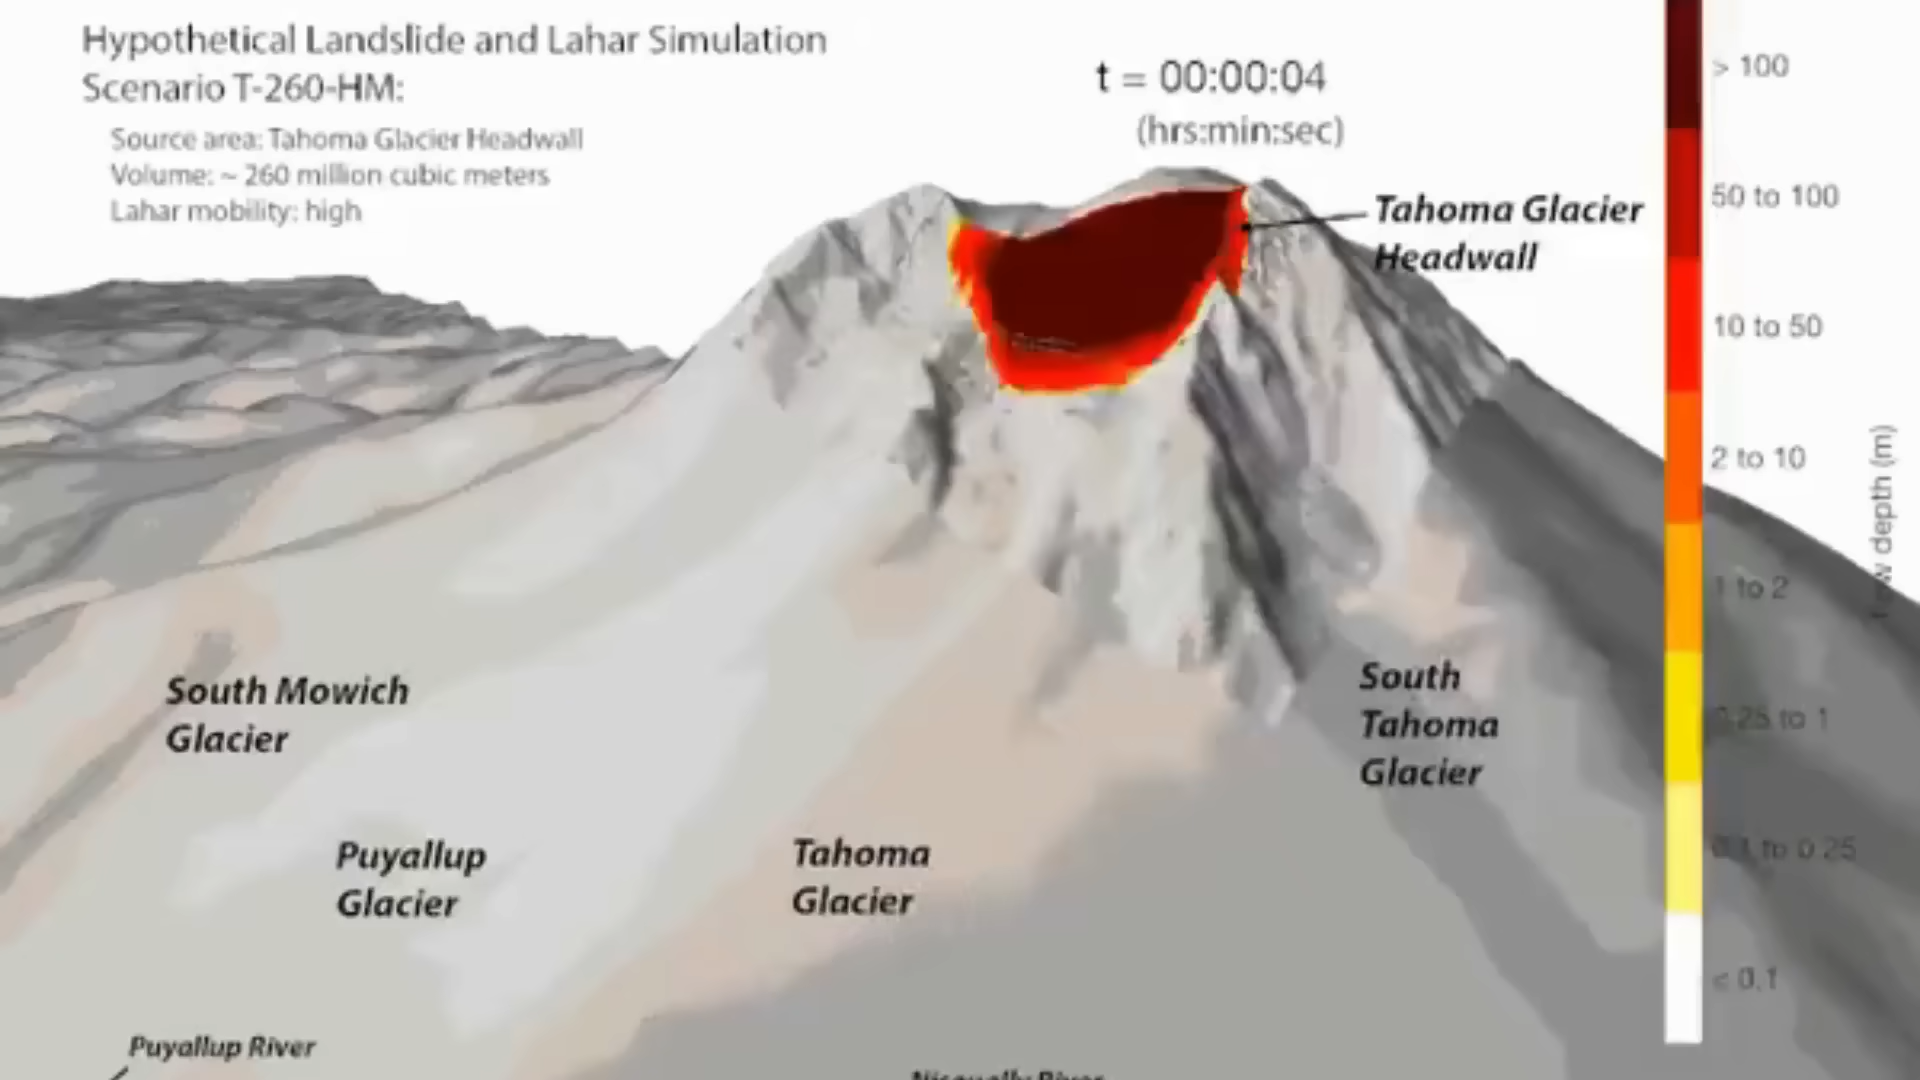 Hypothetical Landslide and Lahar Simulation
Scenario T-260-HM:
Source area: Tahoma Glacier Headwall
Volume: ~ 260 million cubic meters
Lahar mobility: high
t = 00:00:04
(hrs:min:sec)
Tahoma Glacier
Headwall
> 100
50 to 100
10 to 50
2 to 10
1 to 2
0.25 to 1
0.1 to 0.25
< 0.1
depth (m)
South Mowich
Glacier
Puyallup
Glacier
Tahoma
Glacier
South
Tahoma
Glacier
Puyallup River
Nisqually River